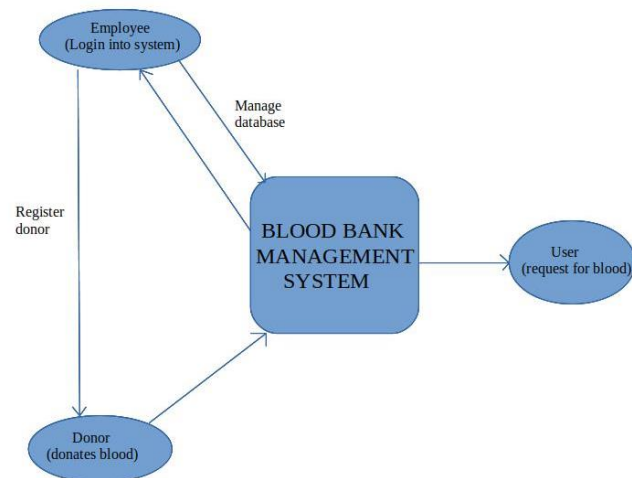 Employee
(Login into system)
Manage
database
Register
donor
BLOOD BANK
MANAGEMENT
SYSTEM
User
(request for blood)
Donor
(donates blood)